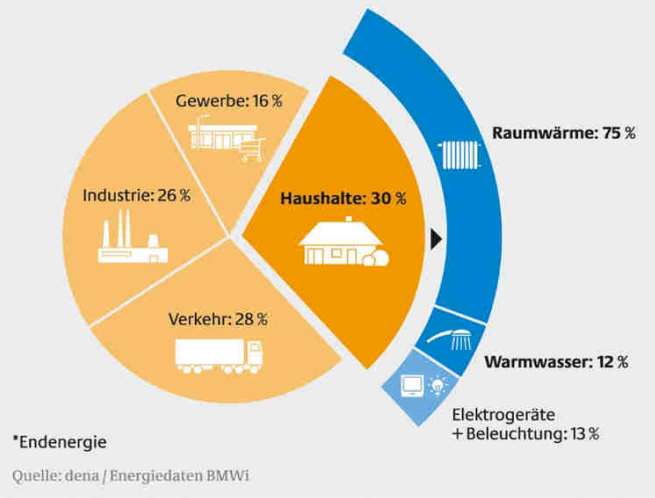 Gewerbe: 16 %
Raumwärme: 75 %
Industrie: 26 %
Haushalte: 30 %
Verkehr: 28 %
Warmwasser: 12 %
Elektrogeräte
+ Beleuchtung: 13 %
*Endenergie
Quelle: dena / Energiedaten BMWi